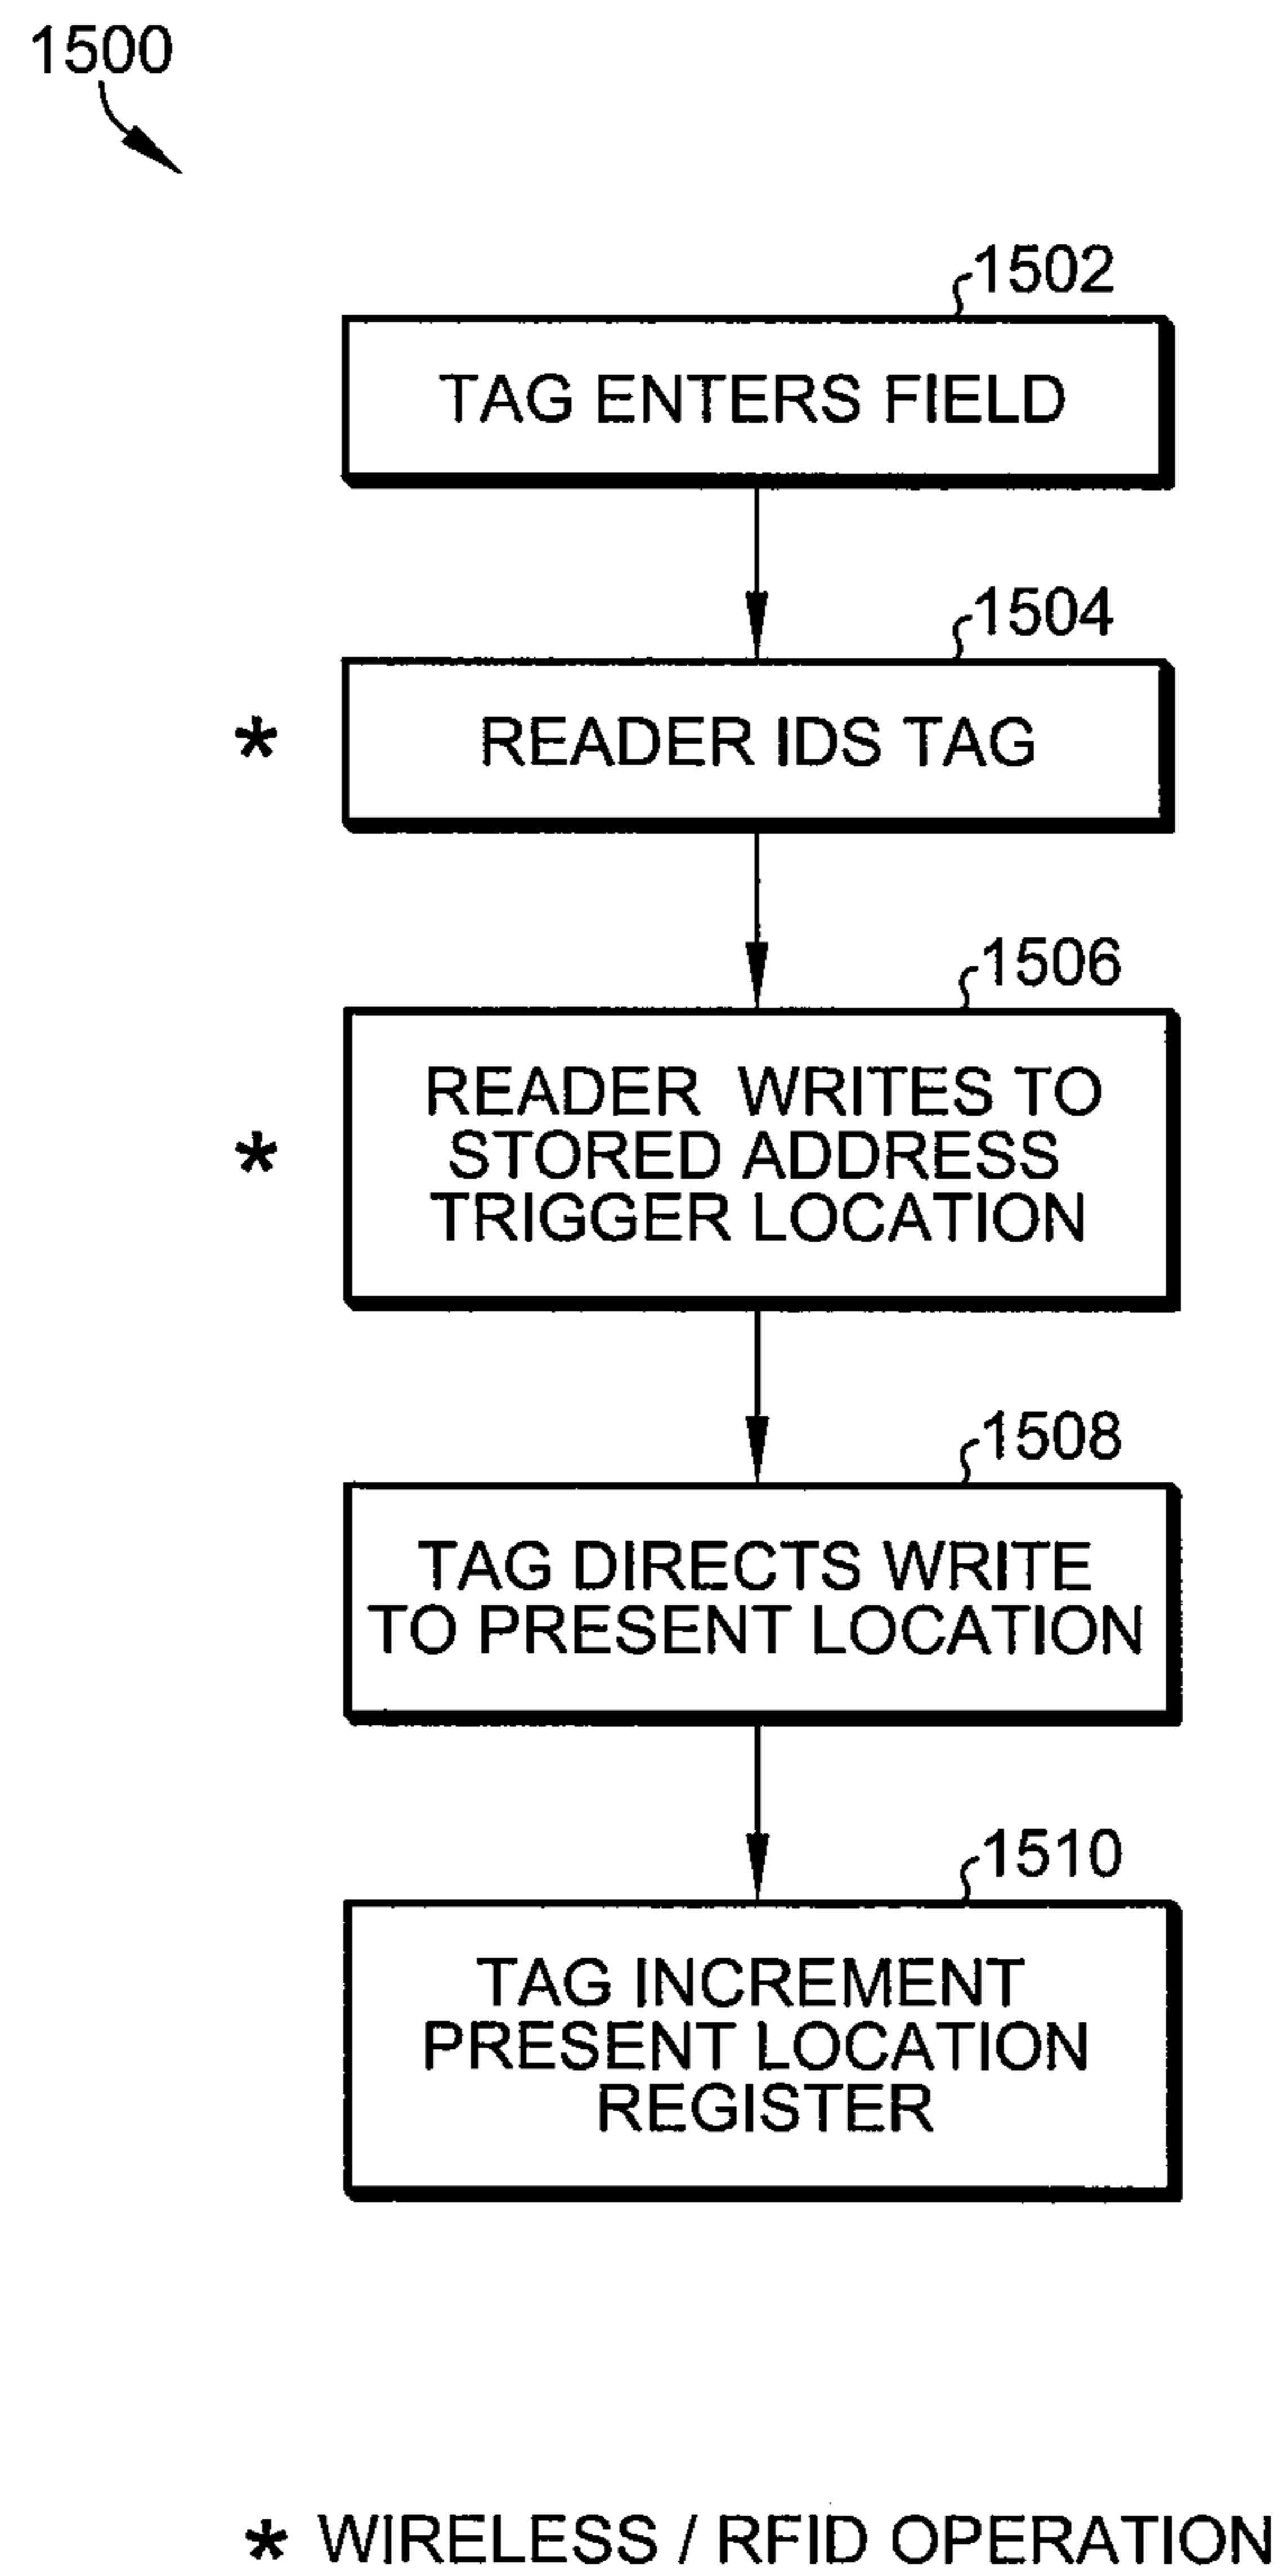 1500
1502
TAG ENTERS FIELD
1504
* READER IDS TAG
1506
READER WRITES TO
* STORED ADDRESS
TRIGGER LOCATION
1508
TAG DIRECTS WRITE
TO PRESENT LOCATION
1510
TAG INCREMENT
PRESENT LOCATION
REGISTER
* WIRELESS / RFID OPERATION